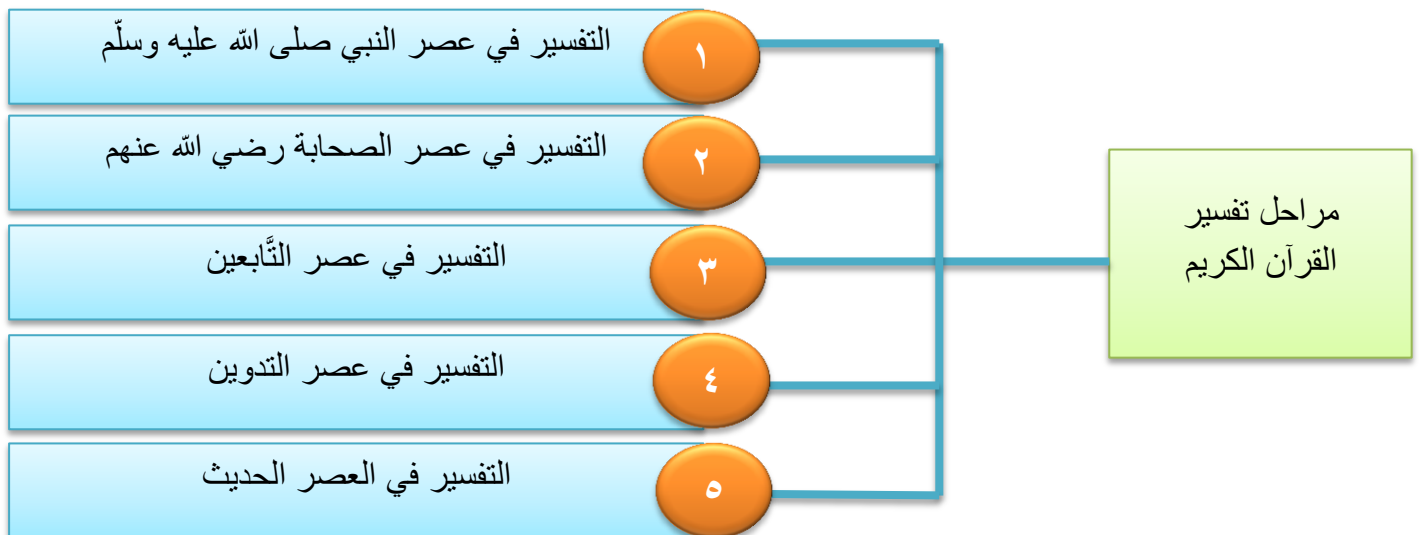 مراحل تفسير
القرآن الكريم
١
التفسير في عصر النبي صلى الله عليه وسلّم
٢
التفسير في عصر الصحابة رضي الله عنهم
٣
التفسير في عصر التَّابعين
٤
التفسير في عصر التدوين
٥
التفسير في العصر الحديث